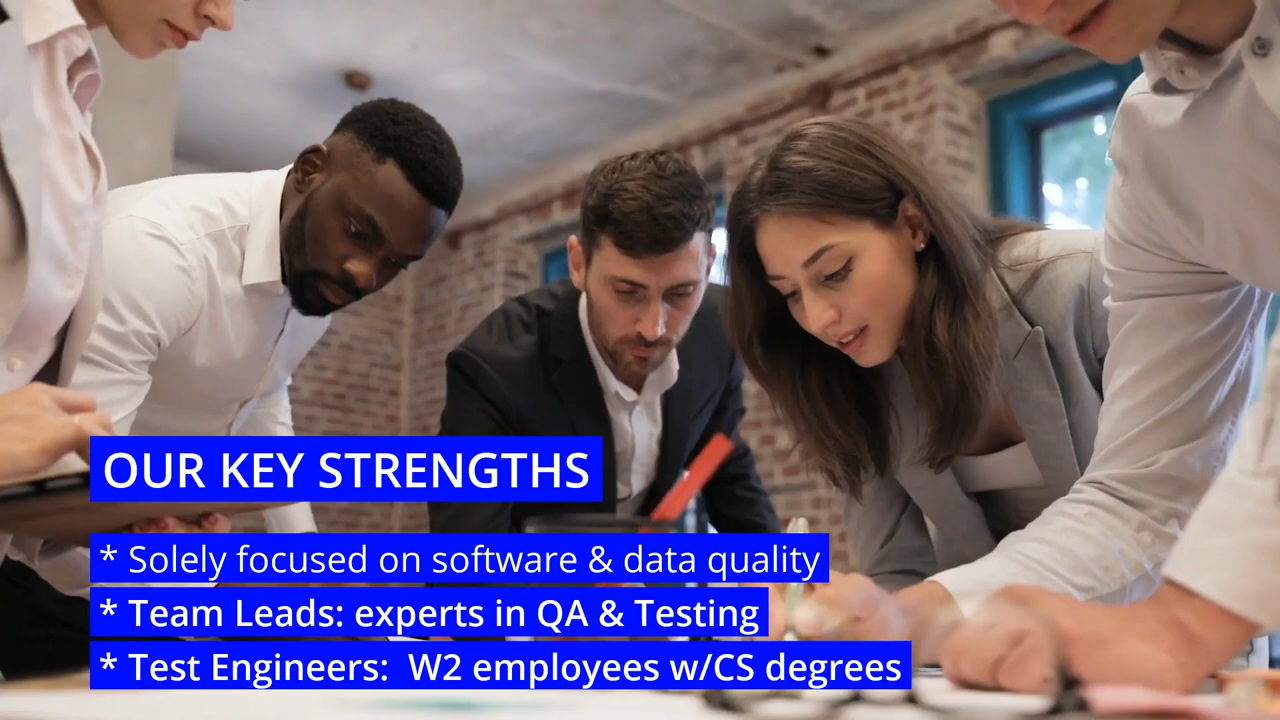 OUR KEY STRENGTHS
* Solely focused on software & data quality
* Team Leads: experts in QA & Testing
* Test Engineers:  W2 employees w/CS degrees